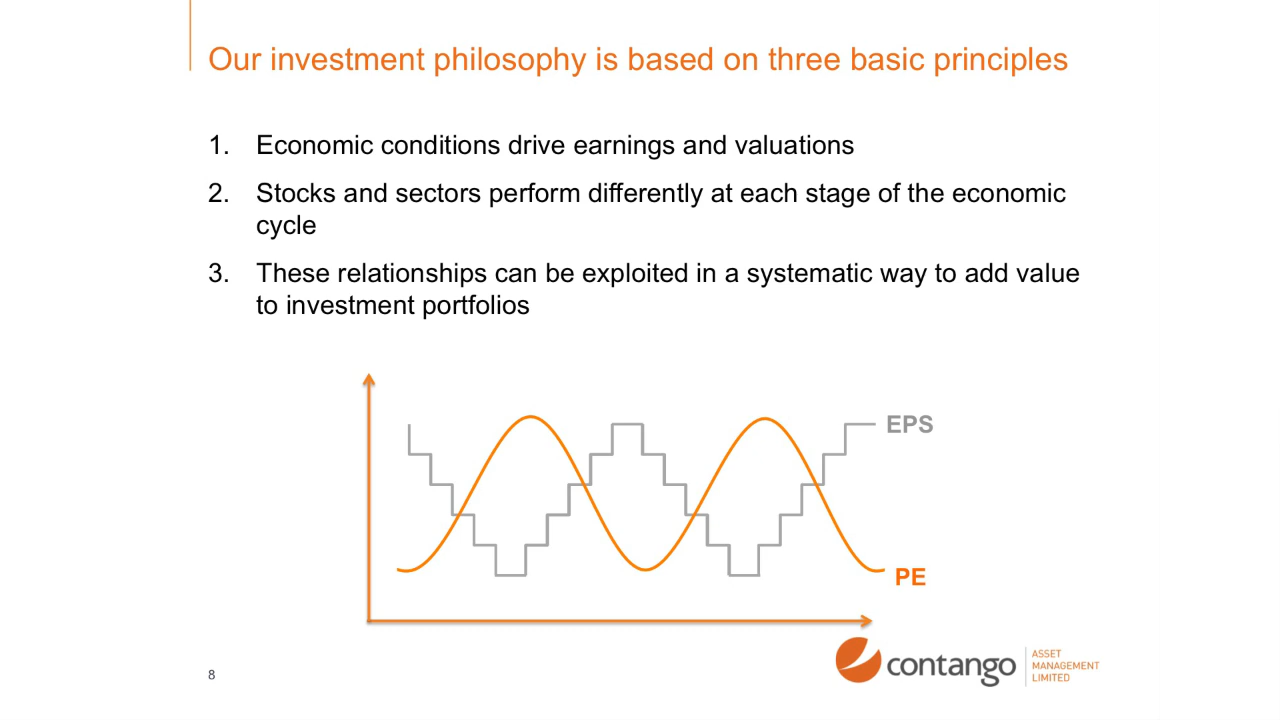 Our investment philosophy is based on three basic principles
1. Economic conditions drive earnings and valuations
2. Stocks and sectors perform differently at each stage of the economic
cycle
3. These relationships can be exploited in a systematic way to add value
to investment portfolios
EPS
PE
8
contango
ASSET
MANAGEMENT
LIMITED